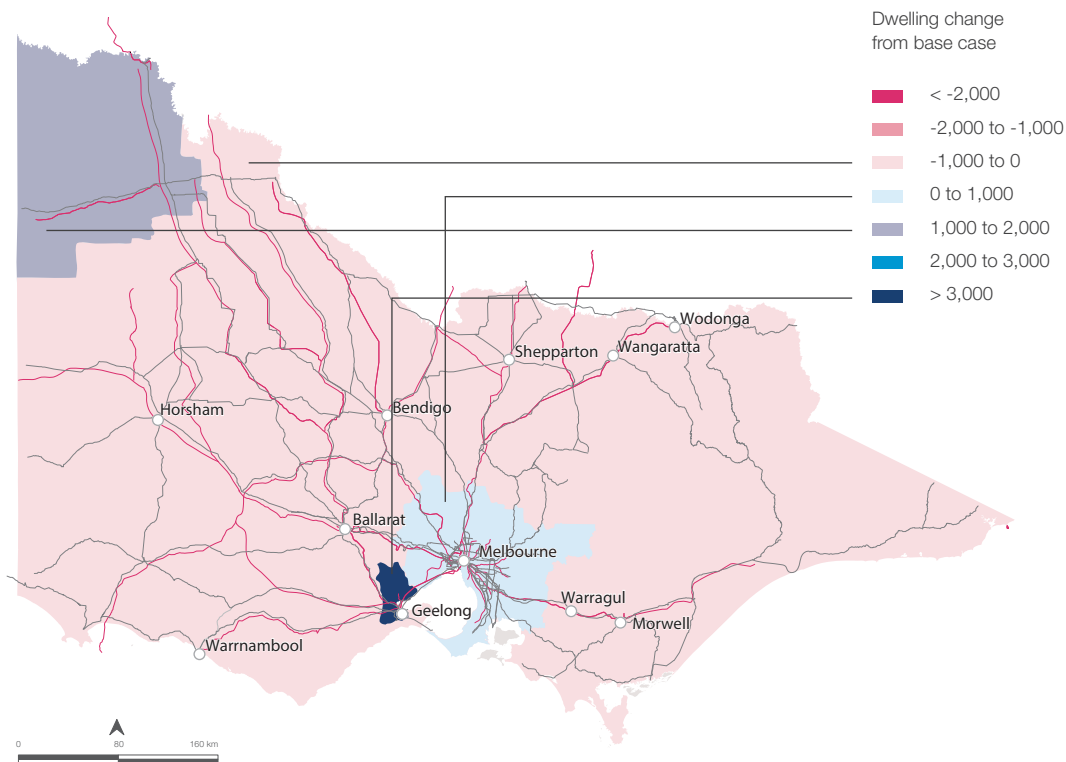 Dwelling change
from base case
< -2,000
-2,000 to -1,000
-1,000 to 0
0 to 1,000
1,000 to 2,000
2,000 to 3,000
> 3,000
Wodonga
Shepparton
Wangaratta
Horsham
Bendigo
Ballarat
Melbourne
Geelong
Warragul
Morwell
Warrnambool
0
80
160 km